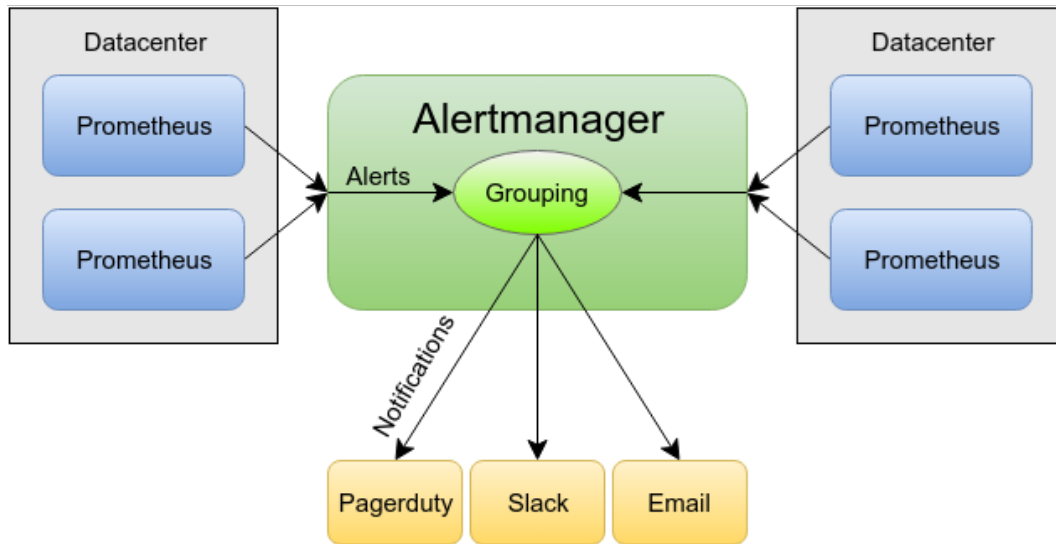 Datacenter
Prometheus
Prometheus
Alertmanager
Alerts
Grouping
Datacenter
Prometheus
Prometheus
Notifications
Pagerduty
Slack
Email